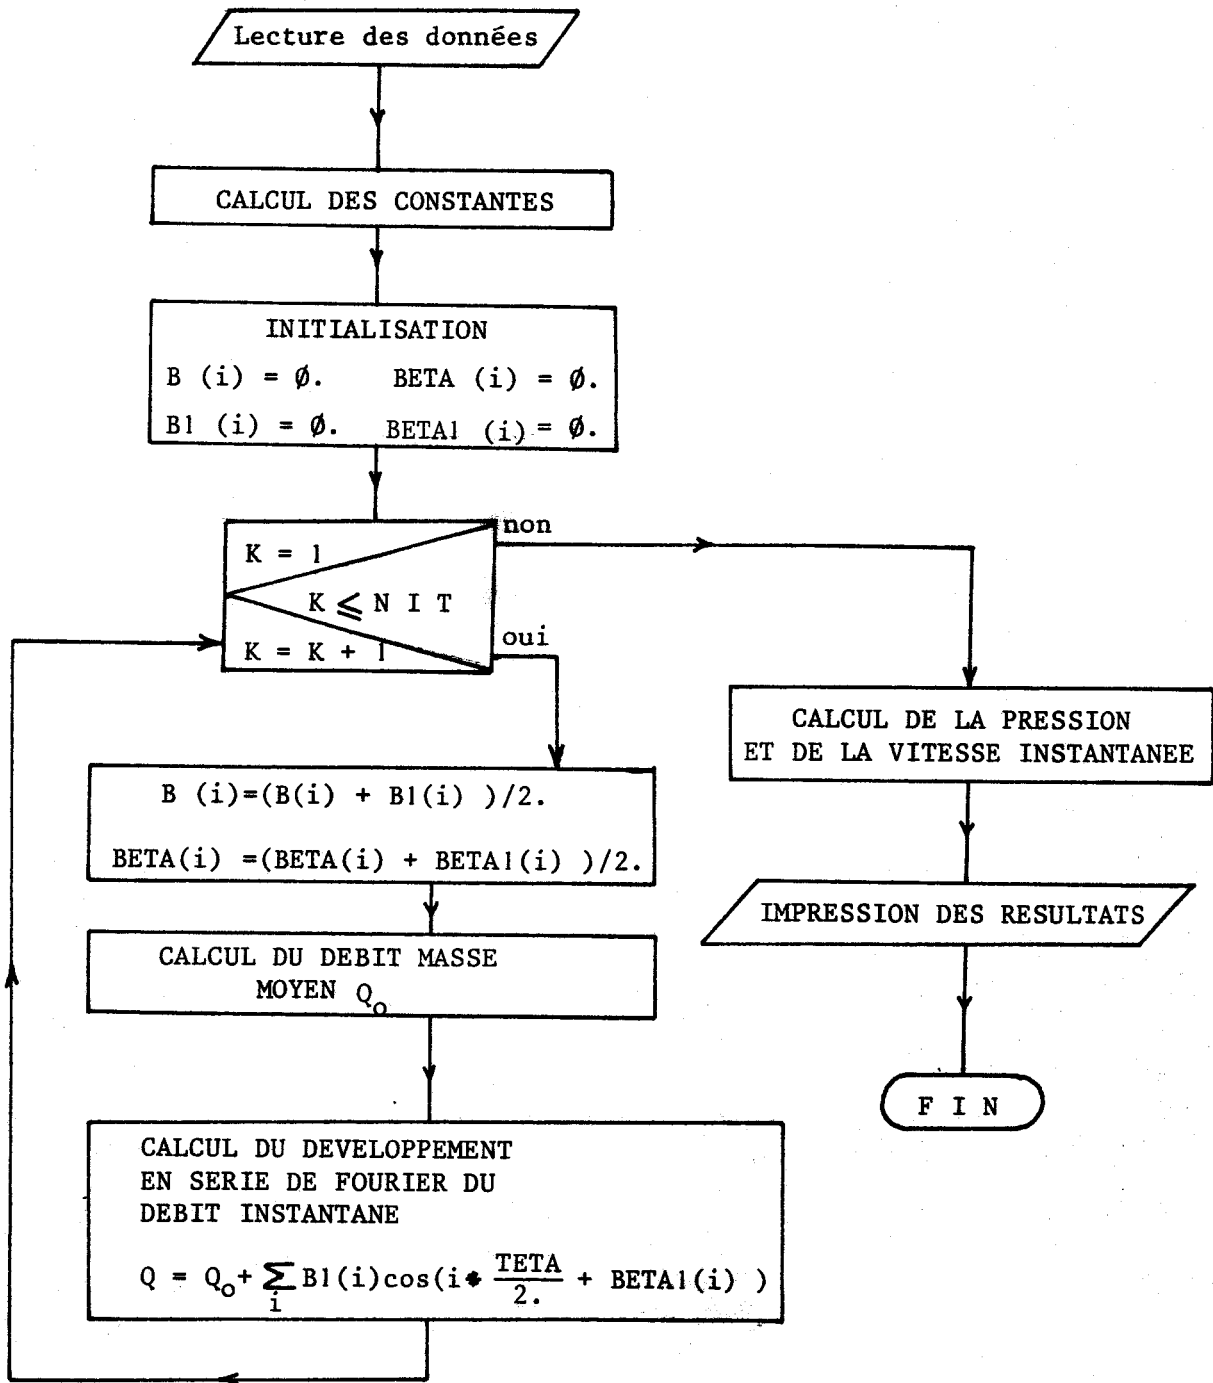 Lecture des données
CALCUL DES CONSTANTES
INITIALISATION
B (i) = Ø. BETA (i) = Ø.
B1 (i) = Ø. BETA1 (i) = Ø.
non
K = 1
K ⩽ N I T
oui
K = K + 1
B (i)=(B(i) + B1(i) )/2.
BETA(i) =(BETA(i) + BETA1(i) )/2.
CALCUL DU DEBIT MASSE
MOYEN Qo
CALCUL DU DEVELOPPEMENT
EN SERIE DE FOURIER DU
DEBIT INSTANTANE
Q = Qo+ ∑i B1(i)cos(i* TETA/2. + BETA1(i) )
CALCUL DE LA PRESSION
ET DE LA VITESSE INSTANTANEE
IMPRESSION DES RESULTATS
F I N